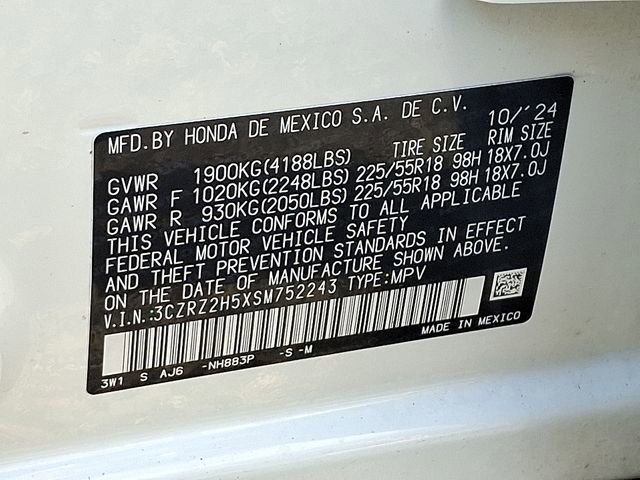 MFD. BY HONDA DE MEXICO S.A. DE C.V. 10/'24
TIRE SIZE RIM SIZE
GVWR 1900KG(4188LBS)
GAWR F 1020KG(2248LBS) 225/55R18 98H 18X7.0J
GAWR R 930KG(2050LBS) 225/55R18 98H 18X7.0J
THIS VEHICLE CONFORMS TO ALL APPLICABLE
FEDERAL MOTOR VEHICLE SAFETY
AND THEFT PREVENTION STANDARDS IN EFFECT
ON THE DATE OF MANUFACTURE SHOWN ABOVE.
V.I.N.:3CZRZ2H5XSM752243 TYPE:MPV
MADE IN MEXICO
3W1 S AJ6 -NH883P -S -M